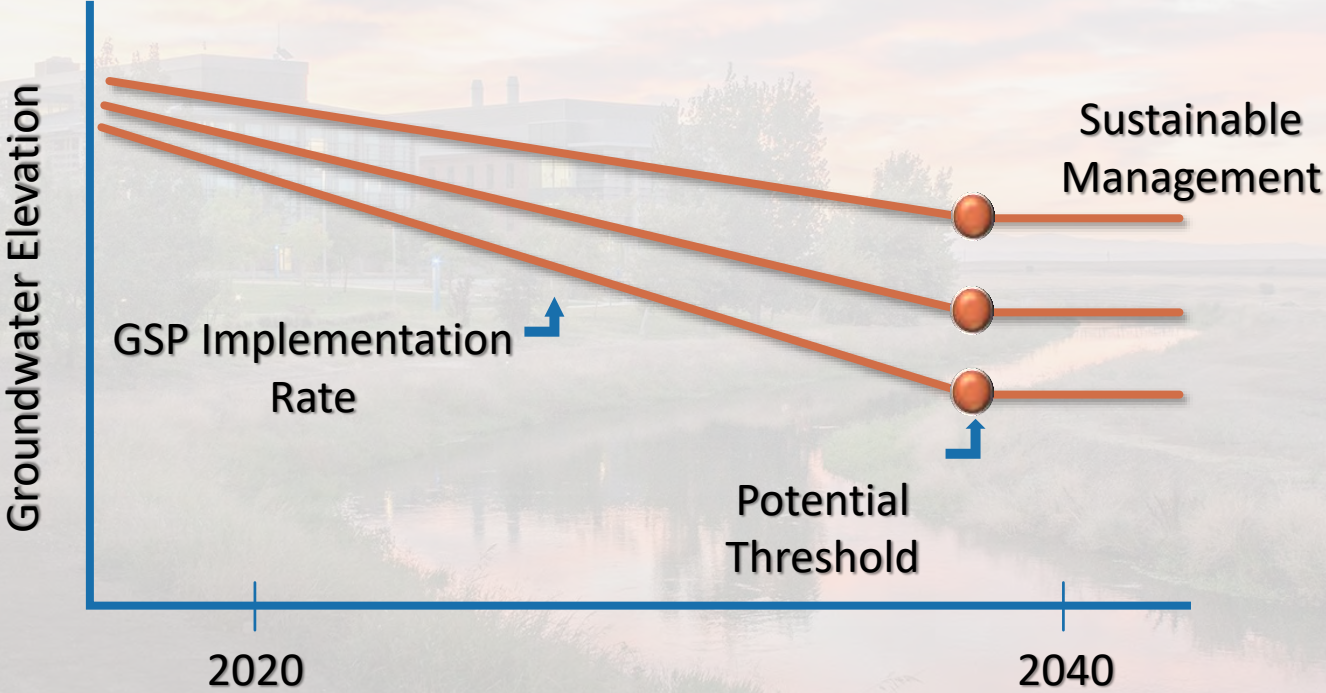 Groundwater Elevation
Sustainable
Management
GSP Implementation
Rate
Potential
Threshold
2020
2040